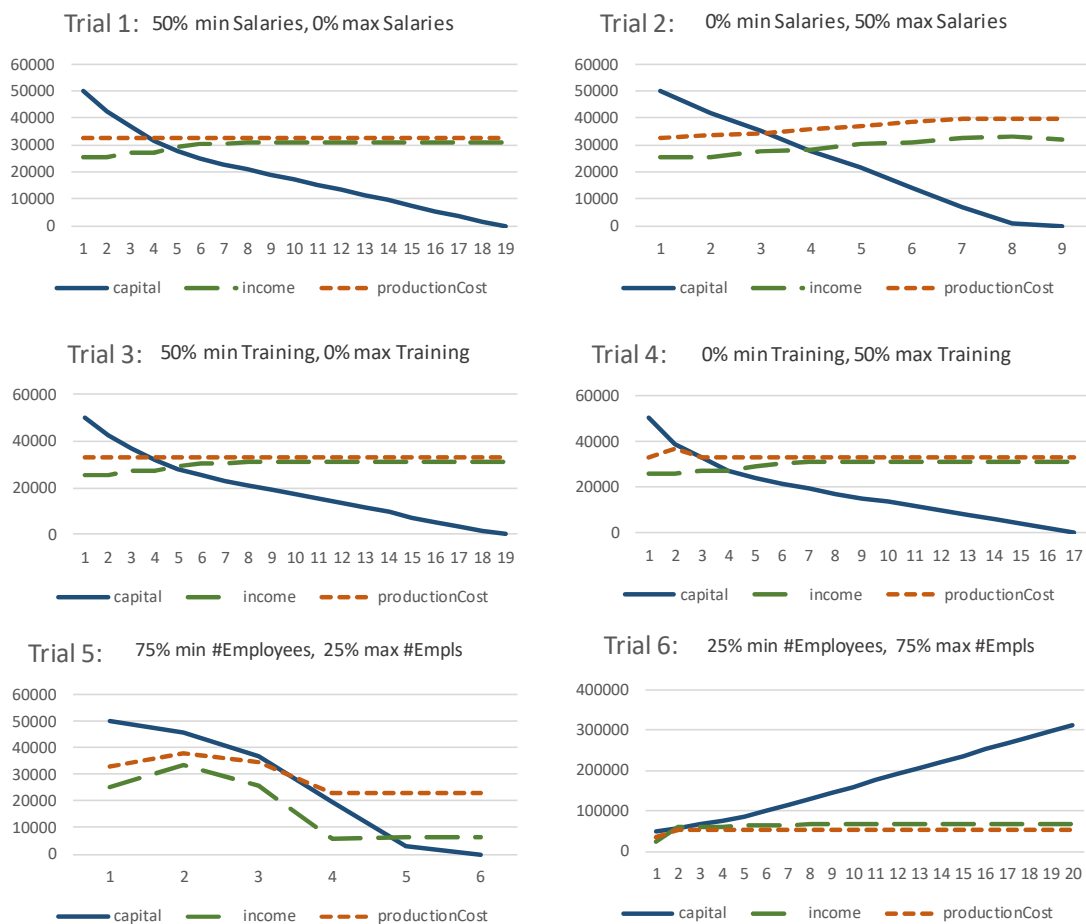 Trial 1: 50% min Salaries, 0% max Salaries
60000
50000
40000
30000
20000
10000
0
1 2 3 4 5 6 7 8 9 10 11 12 13 14 15 16 17 18 19
capital income productionCost
Trial 2: 0% min Salaries, 50% max Salaries
60000
50000
40000
30000
20000
10000
0
1 2 3 4 5 6 7 8 9
capital income productionCost
Trial 3: 50% min Training, 0% max Training
60000
40000
20000
0
1 2 3 4 5 6 7 8 9 10 11 12 13 14 15 16 17 18 19
capital income productionCost
Trial 4: 0% min Training, 50% max Training
60000
40000
20000
0
1 2 3 4 5 6 7 8 9 10 11 12 13 14 15 16 17
capital income productionCost
Trial 5: 75% min #Employees, 25% max #Empls
60000
50000
40000
30000
20000
10000
0
1 2 3 4 5 6
capital income productionCost
Trial 6: 25% min #Employees, 75% max #Empls
400000
300000
200000
100000
0
1 2 3 4 5 6 7 8 9 10 11 12 13 14 15 16 17 18 19 20
capital income productionCost